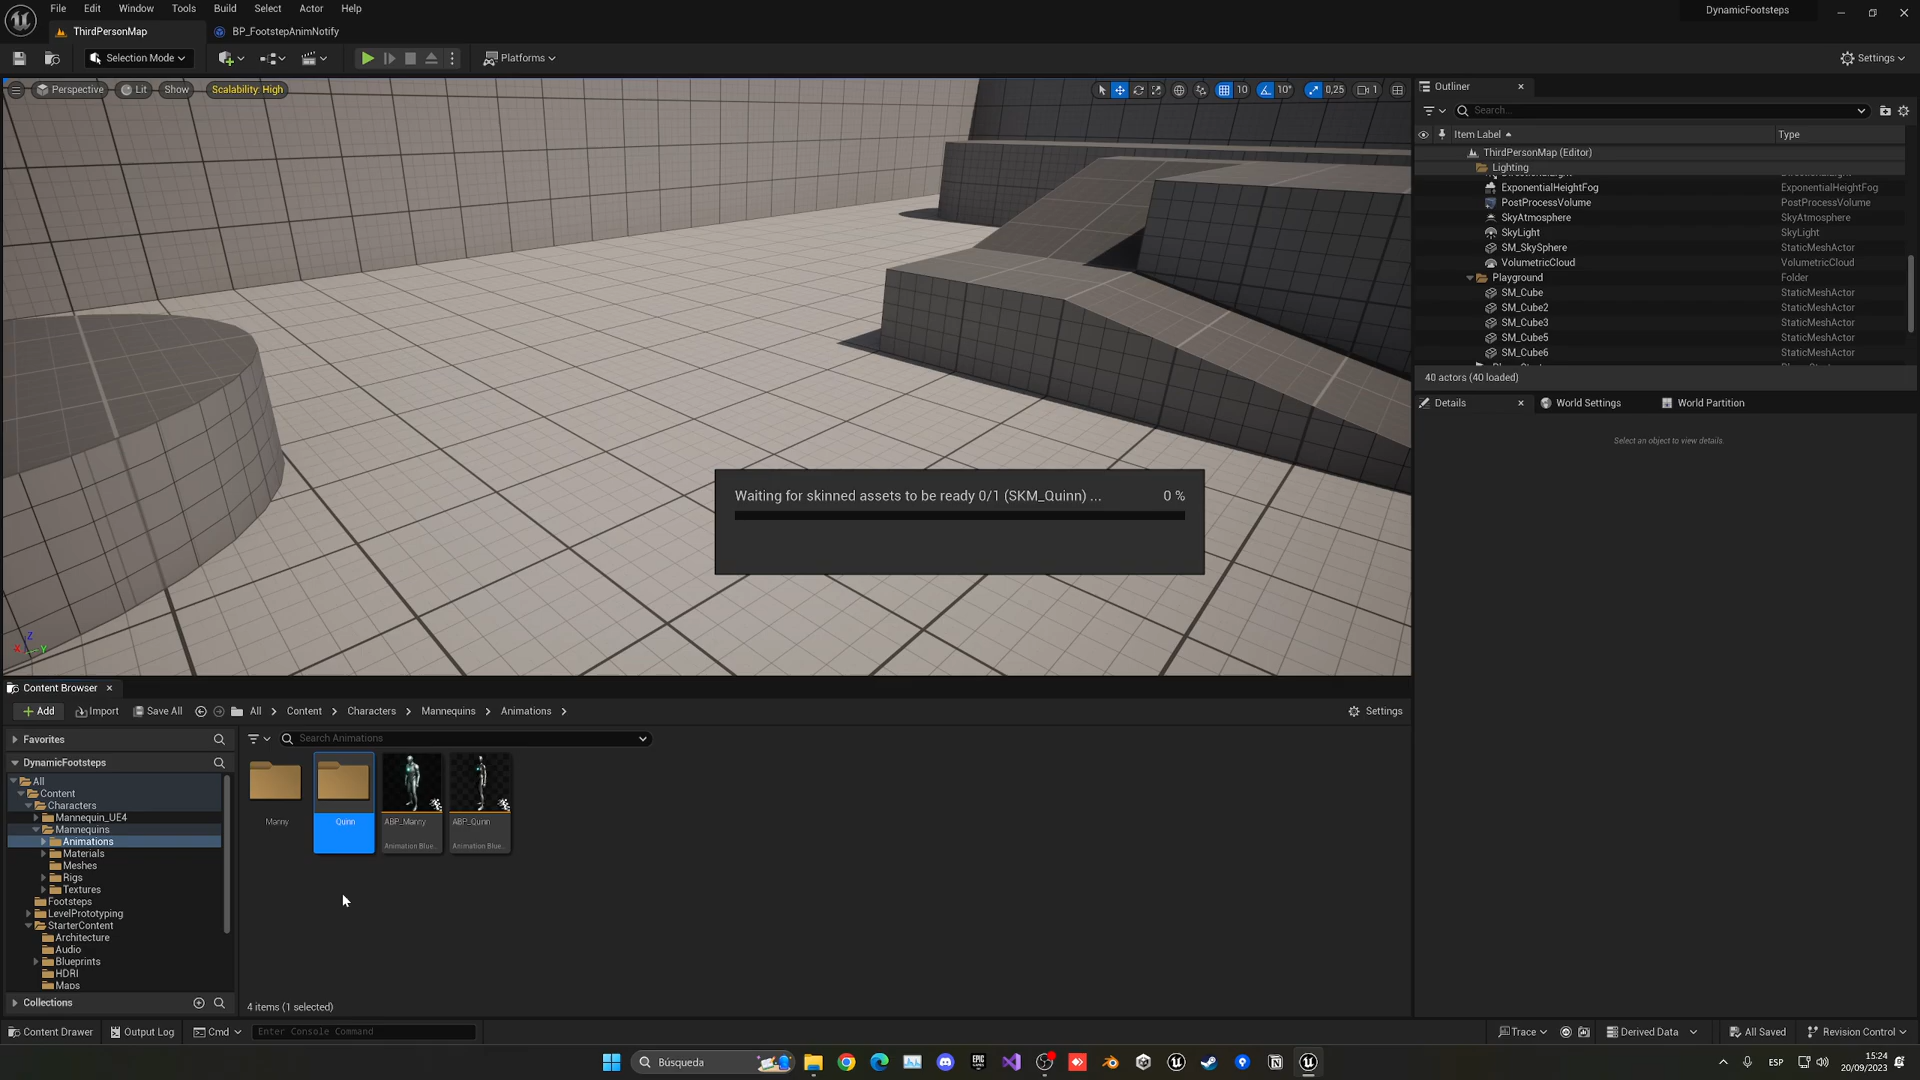 File Edit Window Tools Build Select Actor Help
DynamicFootsteps
ThirdPersonMap
BP_FootstepAnimNotify
Selection Mode
Platforms
Settings
Perspective
Lit
Show
Scalability: High
10
10°
0,25
1
Outliner
Search...
Item Label
Type
ThirdPersonMap (Editor)
Lighting
ExponentialHeightFog ExponentialHeightFog
PostProcessVolume PostProcessVolume
SkyAtmosphere SkyAtmosphere
SkyLight SkyLight
SM_SkySphere StaticMeshActor
VolumetricCloud VolumetricCloud
Playground Folder
SM_Cube StaticMeshActor
SM_Cube2 StaticMeshActor
SM_Cube3 StaticMeshActor
SM_Cube5 StaticMeshActor
SM_Cube6 StaticMeshActor
40 actors (40 loaded)
Details
World Settings
World Partition
Select an object to view details.
Waiting for skinned assets to be ready 0/1 (SKM_Quinn) ... 0 %
Z
X
Y
Content Browser
Add
Import
Save All
All
Content
Characters
Mannequins
Animations
Settings
Favorites
Search Animations
DynamicFootsteps
All
Content
Characters
Mannequin_UE4
Mannequins
Animations
Materials
Meshes
Rigs
Textures
Footsteps
LevelPrototyping
StarterContent
Architecture
Audio
Blueprints
HDRI
Maps
Collections
Manny
Quinn
ABP_Manny
Animation Blue..
ABP_Quinn
Animation Blue..
4 items (1 selected)
Content Drawer
Output Log
Cmd
Enter Console Command
Trace
Derived Data
All Saved
Revision Control
Búsqueda
EPIC
GAMES
ESP
15:24
20/09/2023